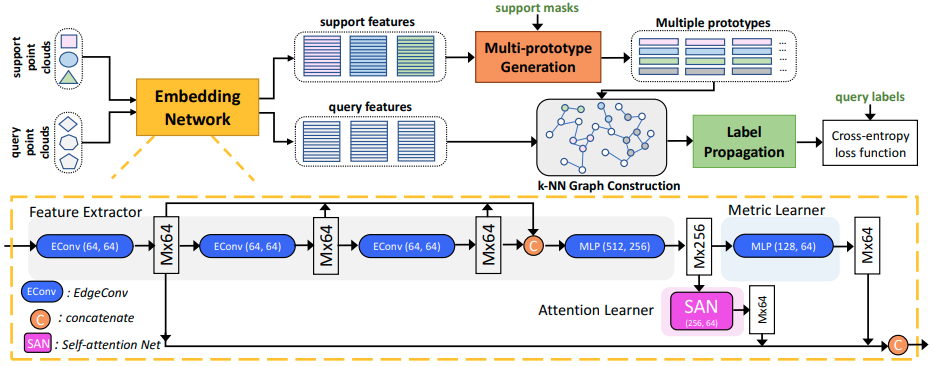 support masks
support features
Multiple prototypes
support
point
clouds
Multi-prototype
Generation
...
...
...
...
Embedding
Network
query features
query labels
query
point
clouds
Label
Propagation
Cross-entropy
loss function
k-NN Graph Construction
Feature Extractor
Metric Learner
EConv (64, 64)
Mx64
EConv (64, 64)
Mx64
EConv (64, 64)
Mx64
C
MLP (512, 256)
Mx256
MLP (128, 64)
Mx64
EConv : EdgeConv
C : concatenate
SAN : Self-attention Net
Attention Learner
SAN
(256, 64)
Mx64
C